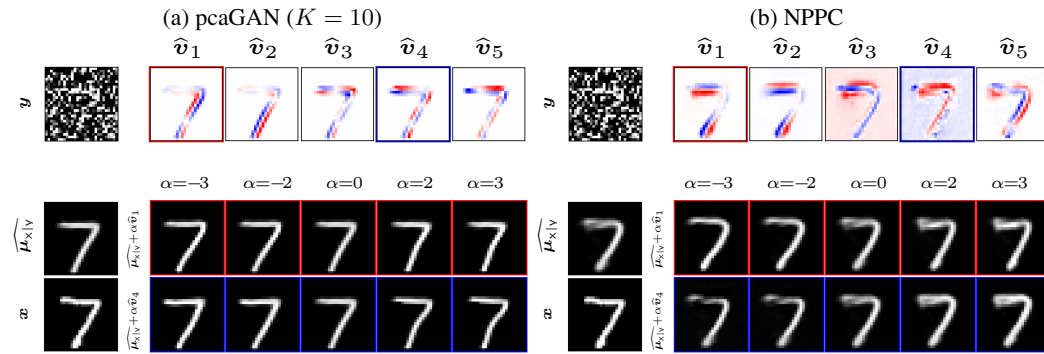 (a) pcaGAN (K = 10)
v̂₁ v̂₂ v̂₃ v̂₄ v̂₅
y
α=−3 α=−2 α=0 α=2 α=3
μ̂ₓ|ᵧ
μ̂ₓ|ᵧ+αv̂₁
x
μ̂ₓ|ᵧ+αv̂₄
(b) NPPC
v̂₁ v̂₂ v̂₃ v̂₄ v̂₅
y
α=−3 α=−2 α=0 α=2 α=3
μ̂ₓ|ᵧ
μ̂ₓ|ᵧ+αv̂₁
x
μ̂ₓ|ᵧ+αv̂₄